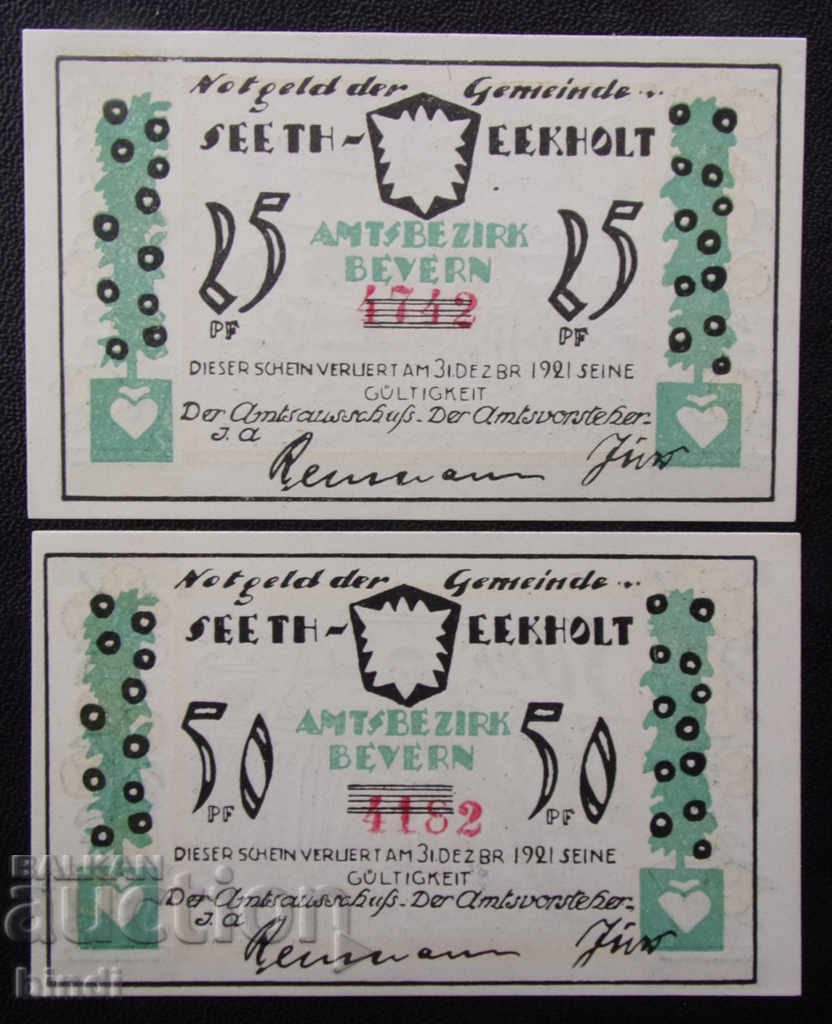 Notgeld der Gemeinde
SEETH- EEKHOLT
25 25
AMTSBEZIRK
BEVERN
PF 4742 PF
DIESER SCHEIN VERLIERT AM 31. DEZBR 1921 SEINE
GÜLTIGKEIT
Der Amtsausschuß. Der Amtsvorsteher.
J. A
Notgeld der Gemeinde
SEETH- EEKHOLT
50 50
AMTSBEZIRK
BEVERN
PF 4182 PF
DIESER SCHEIN VERLIERT AM 31. DEZBR 1921 SEINE
GÜLTIGKEIT
Der Amtsausschuß. Der Amtsvorsteher.
J. A
BALKAN
auction
bindi